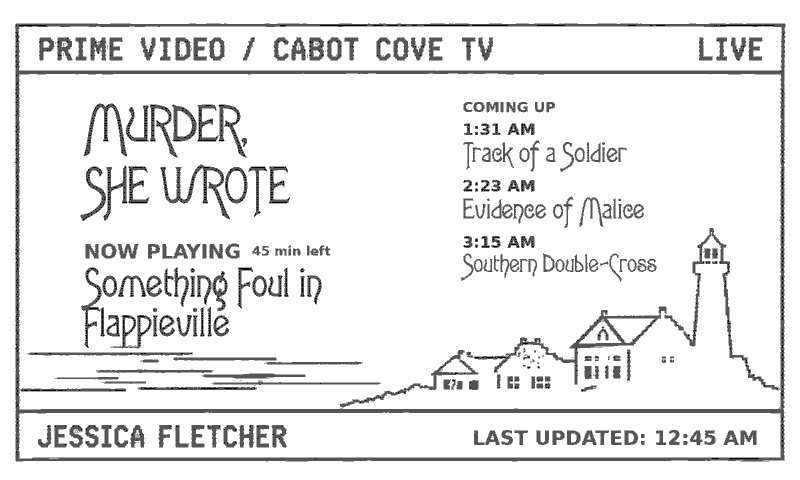 PRIME VIDEO / CABOT COVE TV
LIVE
MURDER,
SHE WROTE
NOW PLAYING 45 min left
Something Foul in
Flappieville
COMING UP
1:31 AM
Track of a Soldier
2:23 AM
Evidence of Malice
3:15 AM
Southern Double-Cross
JESSICA FLETCHER
LAST UPDATED: 12:45 AM